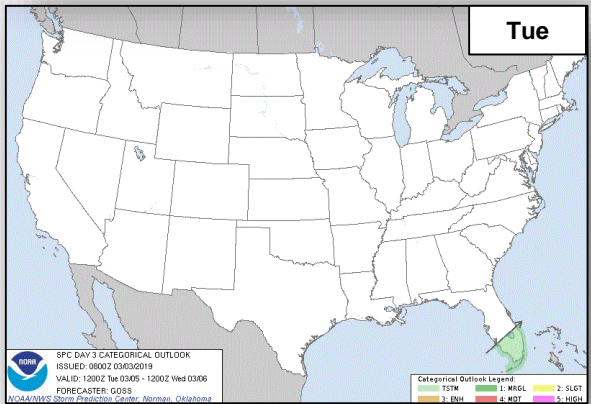 Tue
SPC DAY 3 CATEGORICAL OUTLOOK
ISSUED: 0800Z 03/03/2019
VALID: 1200Z Tue 03/05 - 1200Z Wed 03/06
FORECASTER: GOSS
NOAA/NWS Storm Prediction Center, Norman, Oklahoma
NOAA
Categorical Outlook Legend:
TSTM 1: MRGL 2: SLGT
3: ENH 4: MDT 5: HIGH